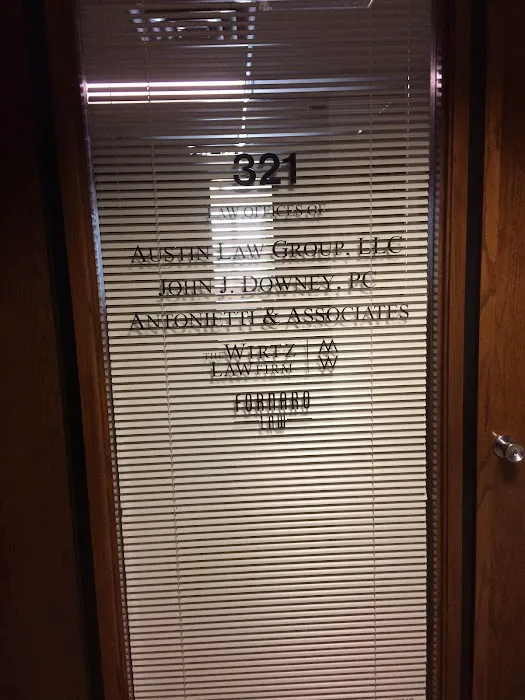 321
LAW OFFICES OF
AUSTIN LAW GROUP, LLC
JOHN J. DOWNEY, PC
ANTONIETTI & ASSOCIATES
THE WIRTZ
LAW FIRM
FORNARO
LAW